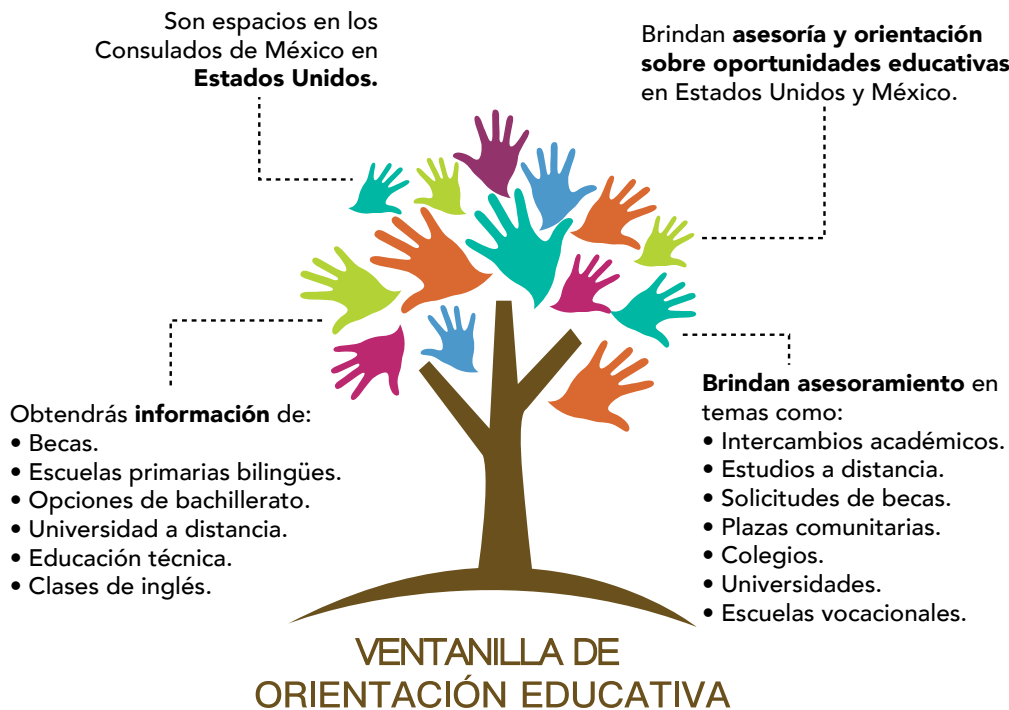 Son espacios en los
Consulados de México en
Estados Unidos.
Brindan asesoría y orientación
sobre oportunidades educativas
en Estados Unidos y México.
Obtendrás información de:
• Becas.
• Escuelas primarias bilingües.
• Opciones de bachillerato.
• Universidad a distancia.
• Educación técnica.
• Clases de inglés.
Brindan asesoramiento en
temas como:
• Intercambios académicos.
• Estudios a distancia.
• Solicitudes de becas.
• Plazas comunitarias.
• Colegios.
• Universidades.
• Escuelas vocacionales.
VENTANILLA DE
ORIENTACIÓN EDUCATIVA